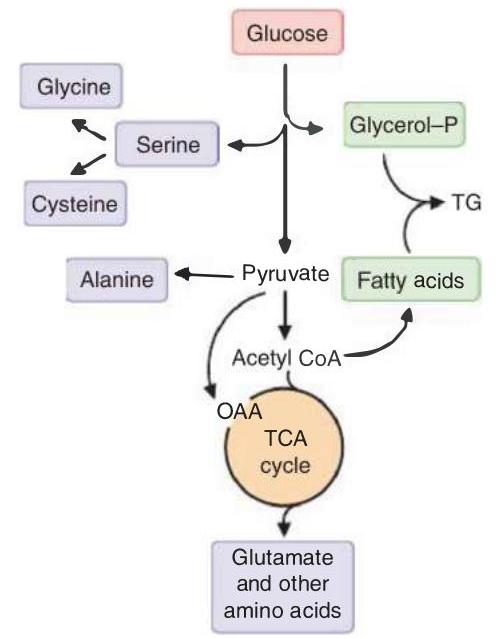 Glucose
Glycine
Glycerol–P
Serine
Cysteine
TG
Alanine
Pyruvate
Fatty acids
Acetyl CoA
OAA
TCA
cycle
Glutamate
and other
amino acids